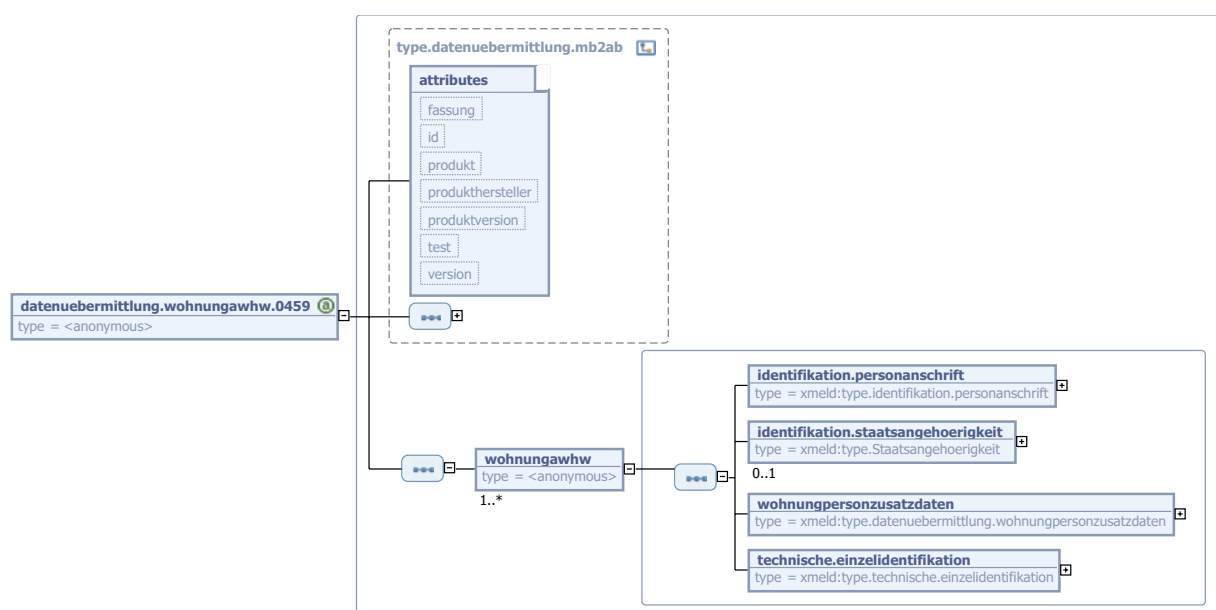 type.datenuebermittlung.mb2ab
attributes
fassung
id
produkt
produkthersteller
produktversion
test
version
datenuebermittlung.wohnungawhw.0459
type = <anonymous>
wohnungawhw
type = <anonymous>
1..*
identifikation.personanschrift
type = xmeld:type.identifikation.personanschrift
identifikation.staatsangehoerigkeit
type = xmeld:type.Staatsangehoerigkeit
0..1
wohnungpersonzusatzdaten
type = xmeld:type.datenuebermittlung.wohnungpersonzusatzdaten
technische.einzelidentifikation
type = xmeld:type.technische.einzelidentifikation